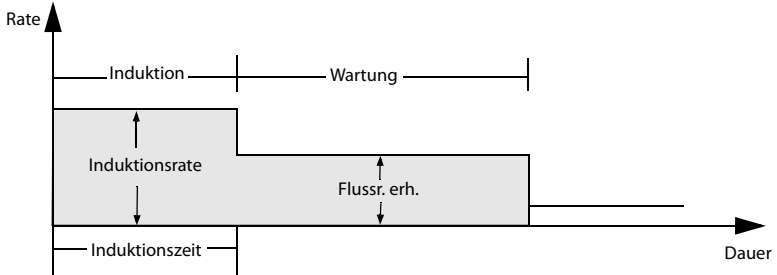 Rate
Induktion
Wartung
Induktionsrate
Flussr. erh.
Induktionszeit
Dauer